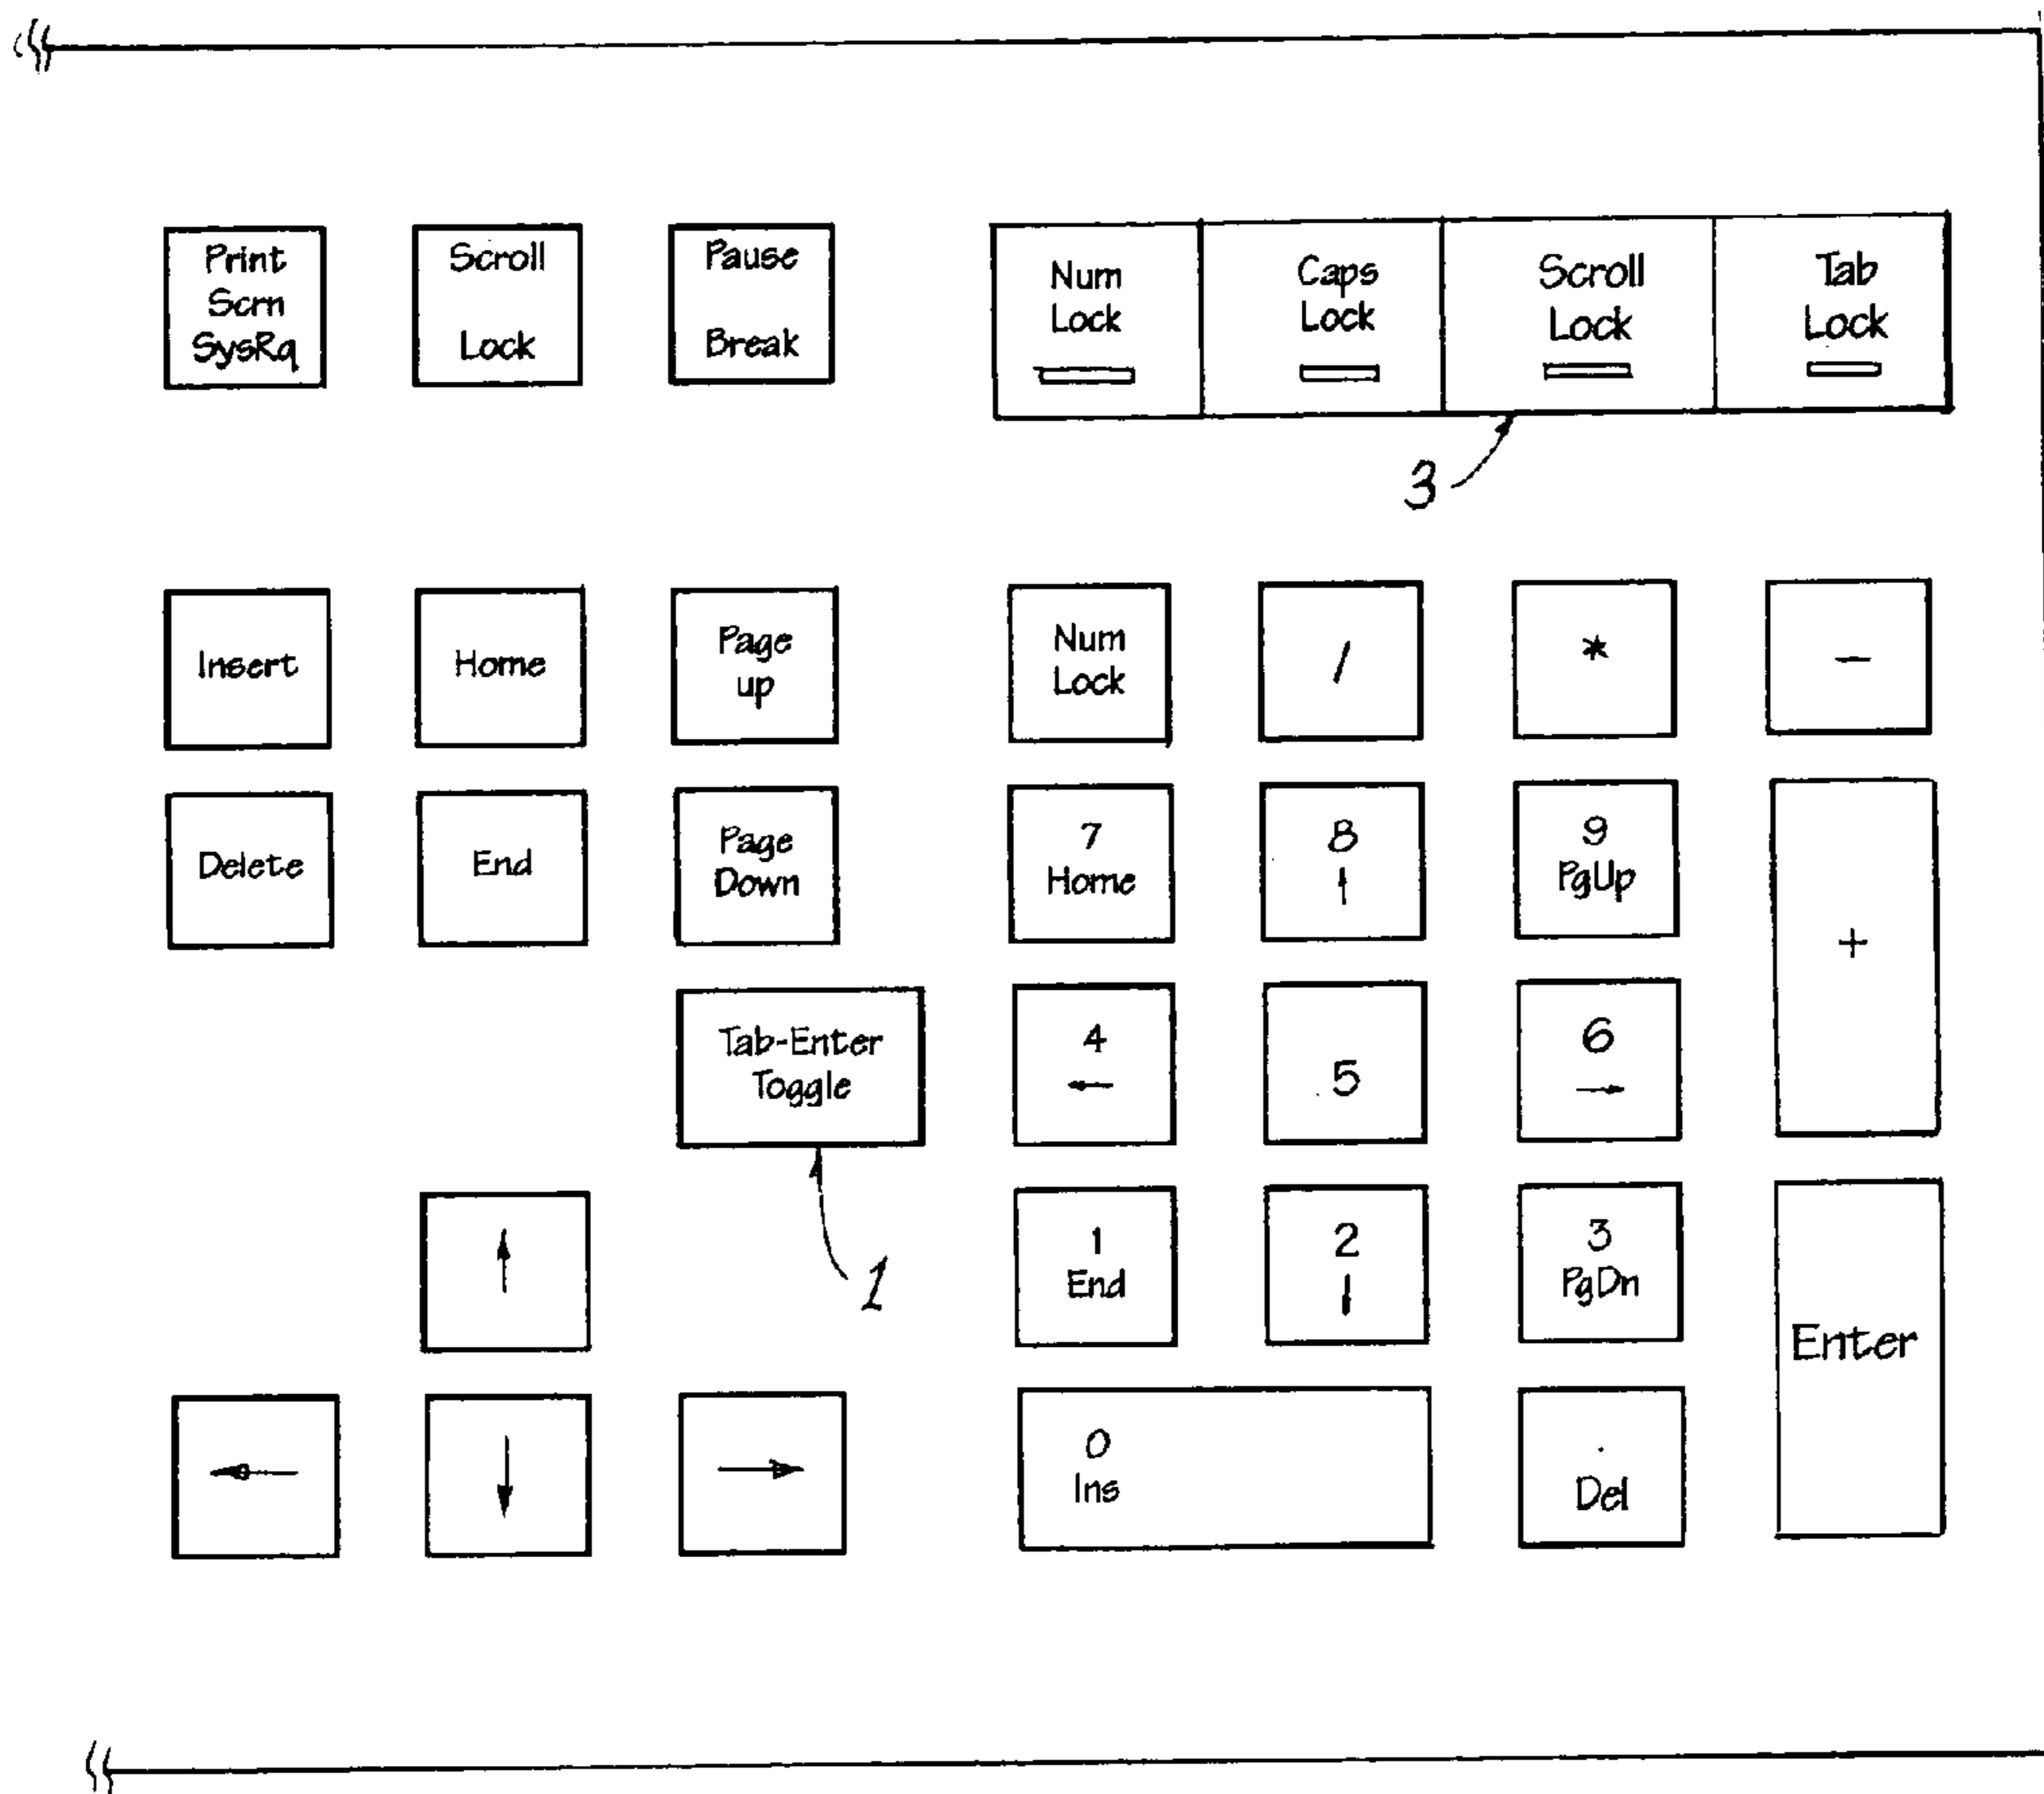 Print
Scrn
SysRq
Scroll
Lock
Pause
Break
Num
Lock
Caps
Lock
Scroll
Lock
Tab
Lock
3
Insert
Home
Page
up
Num
Lock
/
*
−
Delete
End
Page
Down
7
Home
8
↑
9
PgUp
+
Tab-Enter
Toggle
4
←
5
6
→
↑
1
1
End
2
↓
3
PgDn
Enter
←
↓
→
0
Ins
.
Del